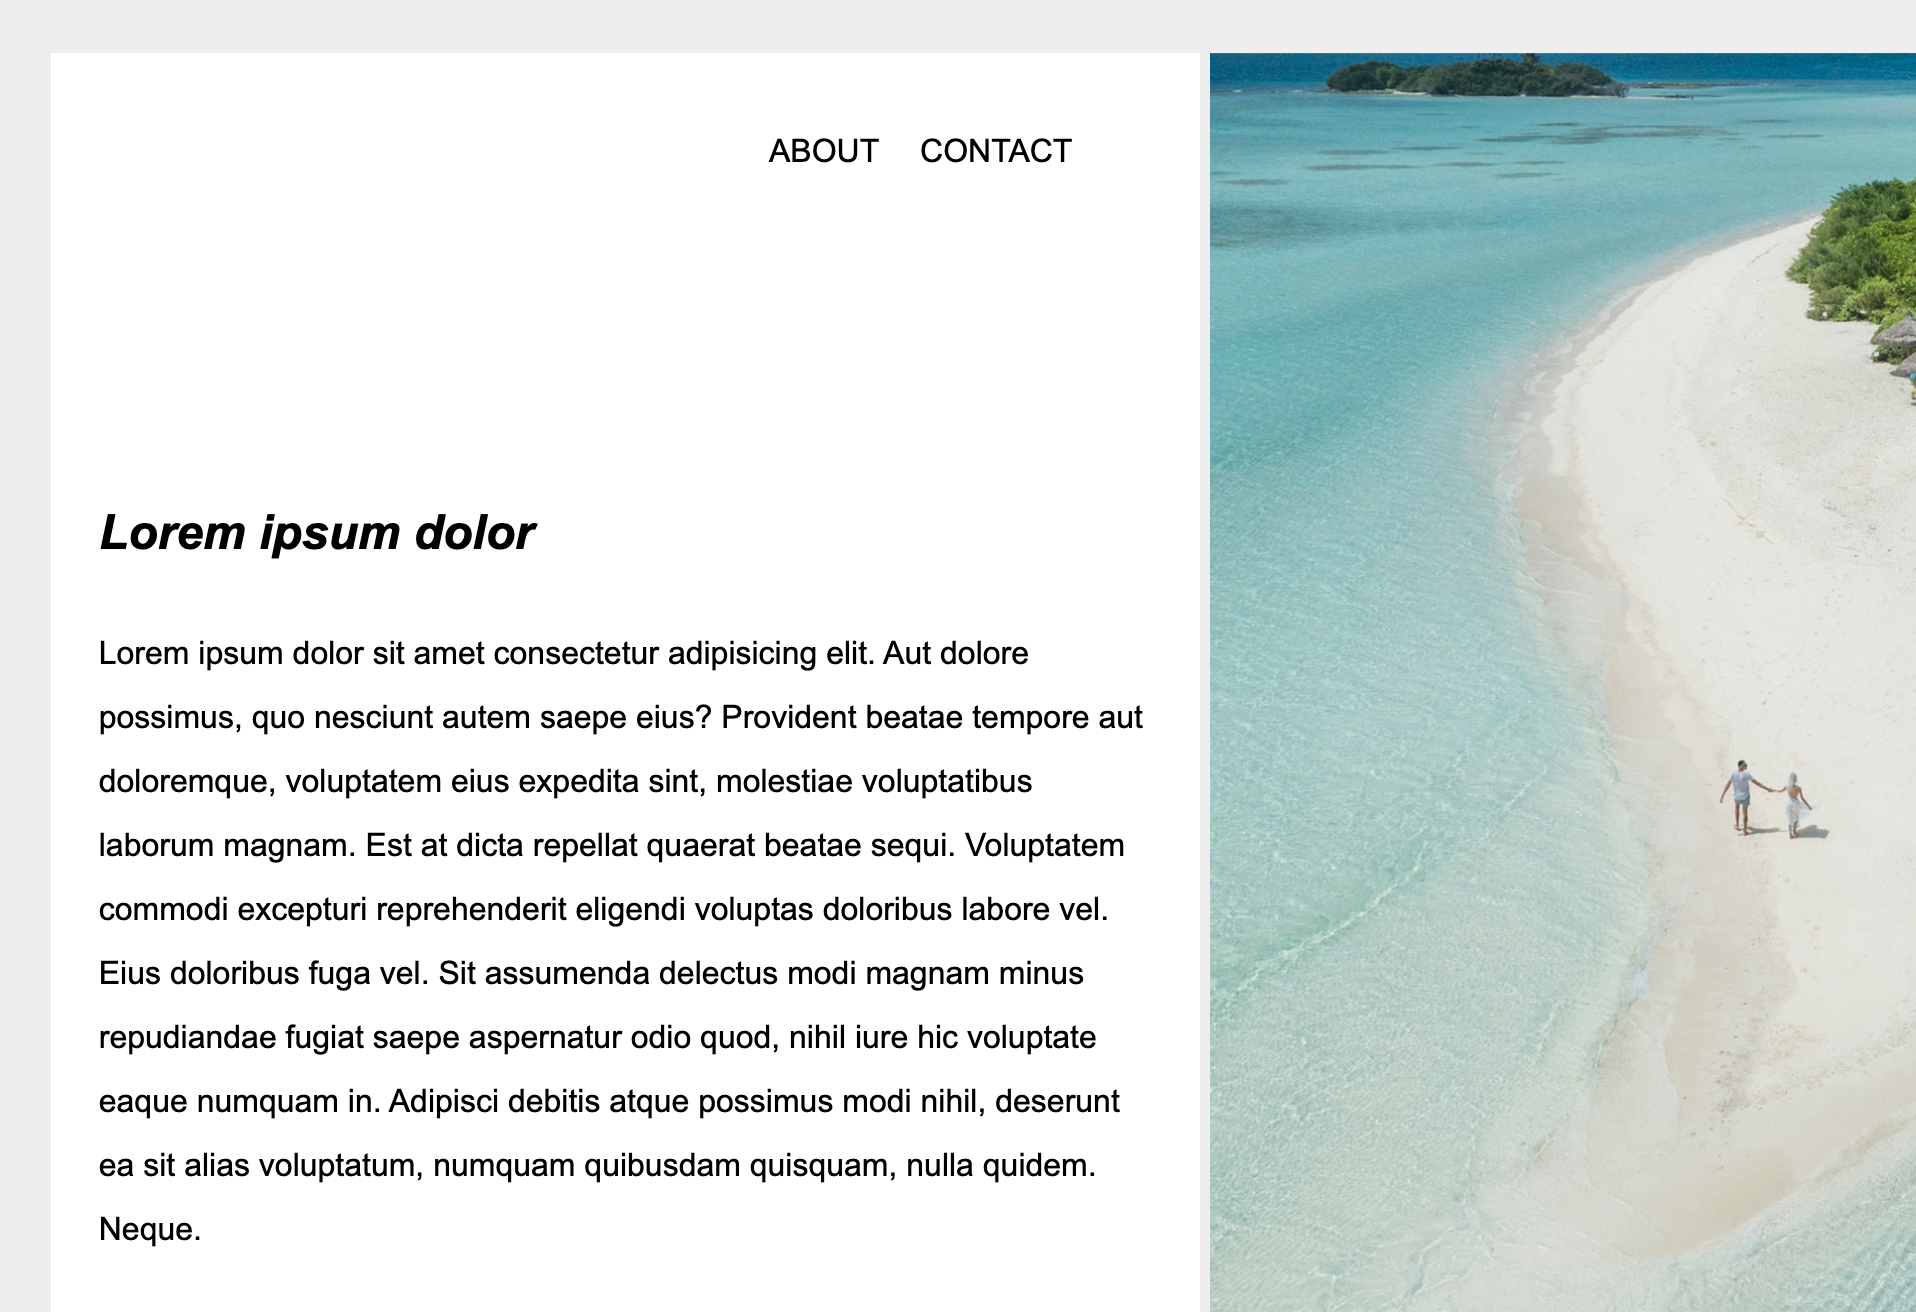 ABOUT CONTACT
Lorem ipsum dolor
Lorem ipsum dolor sit amet consectetur adipisicing elit. Aut dolore
possimus, quo nesciunt autem saepe eius? Provident beatae tempore aut
doloremque, voluptatem eius expedita sint, molestiae voluptatibus
laborum magnam. Est at dicta repellat quaerat beatae sequi. Voluptatem
commodi excepturi reprehenderit eligendi voluptas doloribus labore vel.
Eius doloribus fuga vel. Sit assumenda delectus modi magnam minus
repudiandae fugiat saepe aspernatur odio quod, nihil iure hic voluptate
eaque numquam in. Adipisci debitis atque possimus modi nihil, deserunt
ea sit alias voluptatum, numquam quibusdam quisquam, nulla quidem.
Neque.